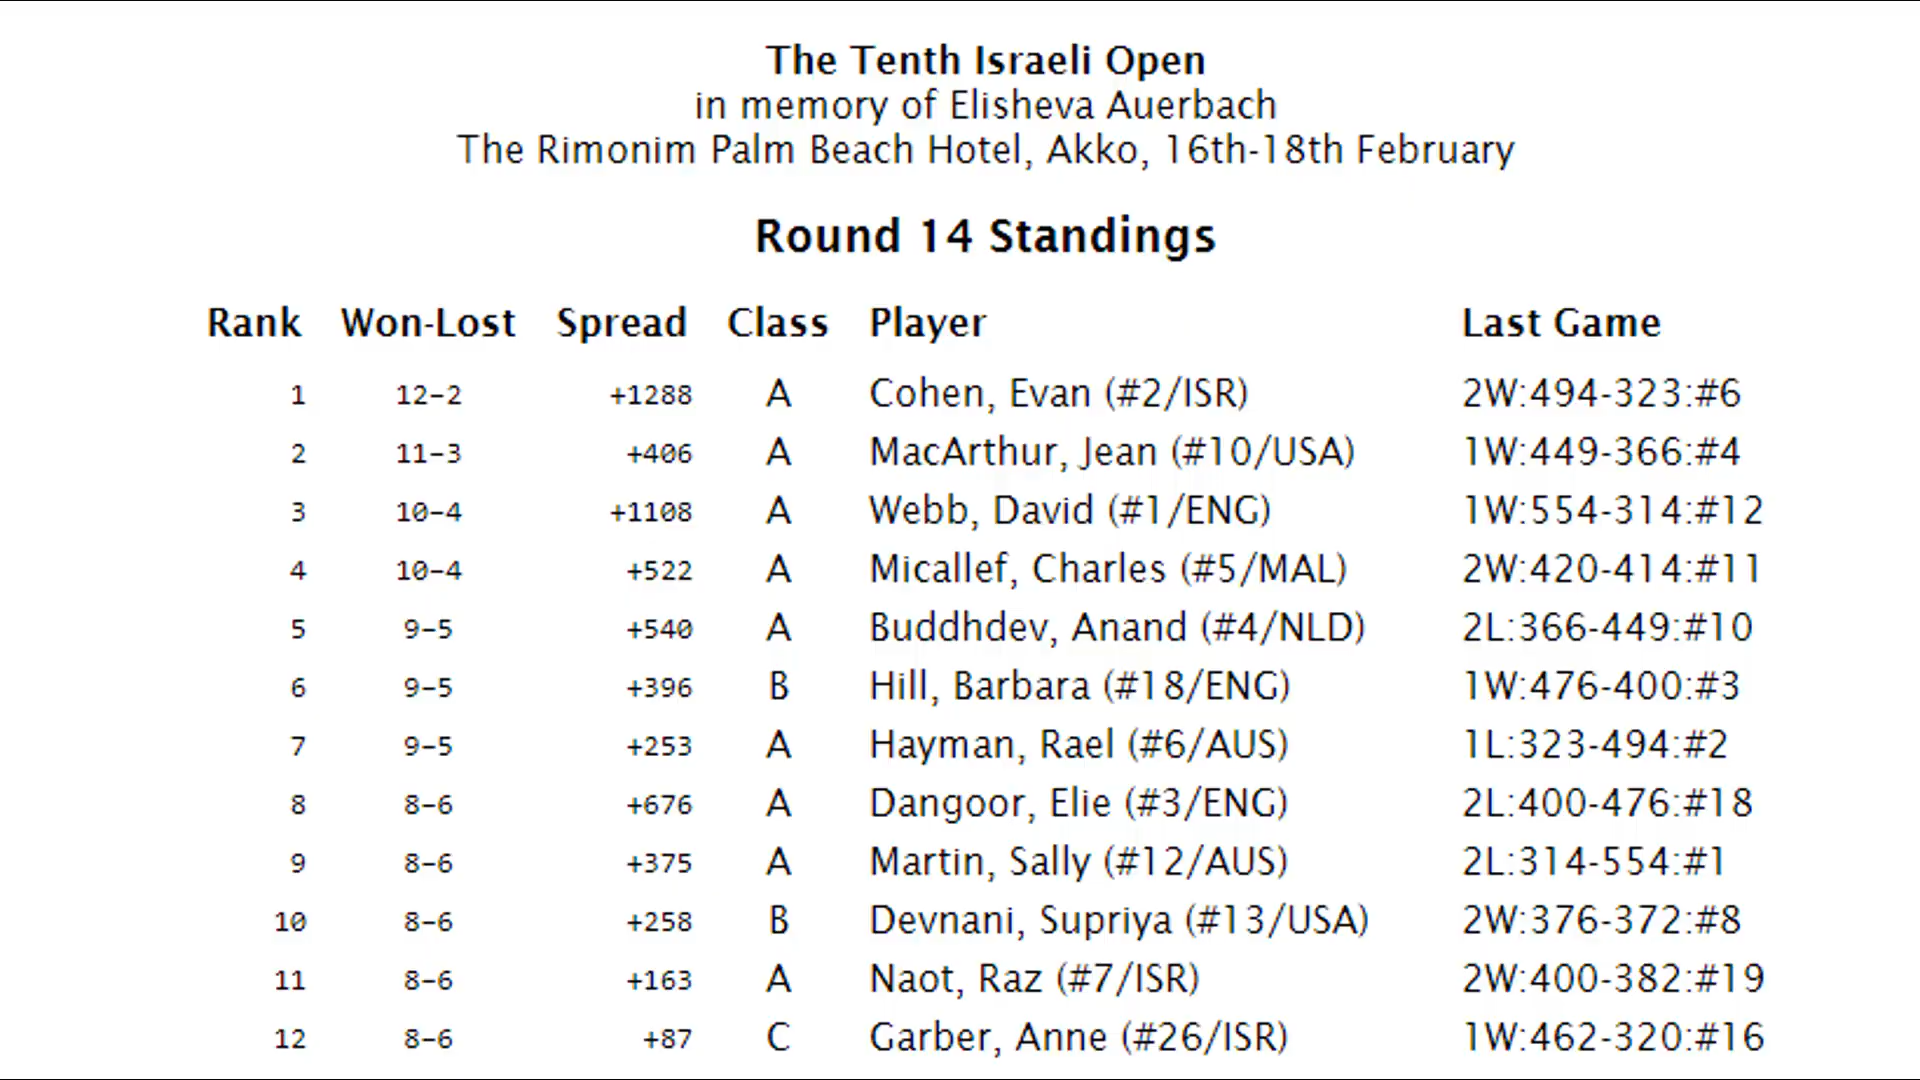 The Tenth Israeli Open
in memory of Elisheva Auerbach
The Rimonim Palm Beach Hotel, Akko, 16th-18th February
Round 14 Standings
Rank Won-Lost Spread Class Player Last Game
1 12-2 +1288 A Cohen, Evan (#2/ISR) 2W:494-323:#6
2 11-3 +406 A MacArthur, Jean (#10/USA) 1W:449-366:#4
3 10-4 +1108 A Webb, David (#1/ENG) 1W:554-314:#12
4 10-4 +522 A Micallef, Charles (#5/MAL) 2W:420-414:#11
5 9-5 +540 A Buddhdev, Anand (#4/NLD) 2L:366-449:#10
6 9-5 +396 B Hill, Barbara (#18/ENG) 1W:476-400:#3
7 9-5 +253 A Hayman, Rael (#6/AUS) 1L:323-494:#2
8 8-6 +676 A Dangoor, Elie (#3/ENG) 2L:400-476:#18
9 8-6 +375 A Martin, Sally (#12/AUS) 2L:314-554:#1
10 8-6 +258 B Devnani, Supriya (#13/USA) 2W:376-372:#8
11 8-6 +163 A Naot, Raz (#7/ISR) 2W:400-382:#19
12 8-6 +87 C Garber, Anne (#26/ISR) 1W:462-320:#16